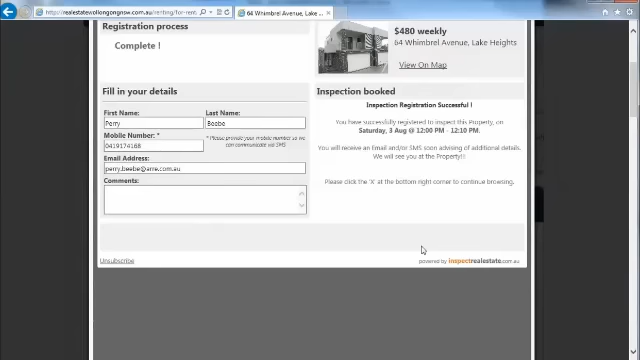 http://realestatewollongongnsw.com.au/renting/for-rent
64 Whimbrel Avenue, Lake ...
Registration process
Complete !
$480 weekly
64 Whimbrel Avenue, Lake Heights
View On Map
Fill in your details
First Name:
Last Name:
Perry
Beebe
Mobile Number: *
0419174168
* Please provide your mobile number so we
can communicate via SMS
Email Address:
perry.beebe@arre.com.au
Comments:
Inspection booked
Inspection Registration Successful !
You have successfully registered to inspect this Property, on
Saturday, 3 Aug @ 12:00 PM - 12:10 PM.
You will receive an Email and/or SMS soon advising of additional details.
We will see you at the Property!!!
Please click the 'X' at the bottom right corner to continue browsing.
Unsubscribe
powered by inspectrealestate.com.au